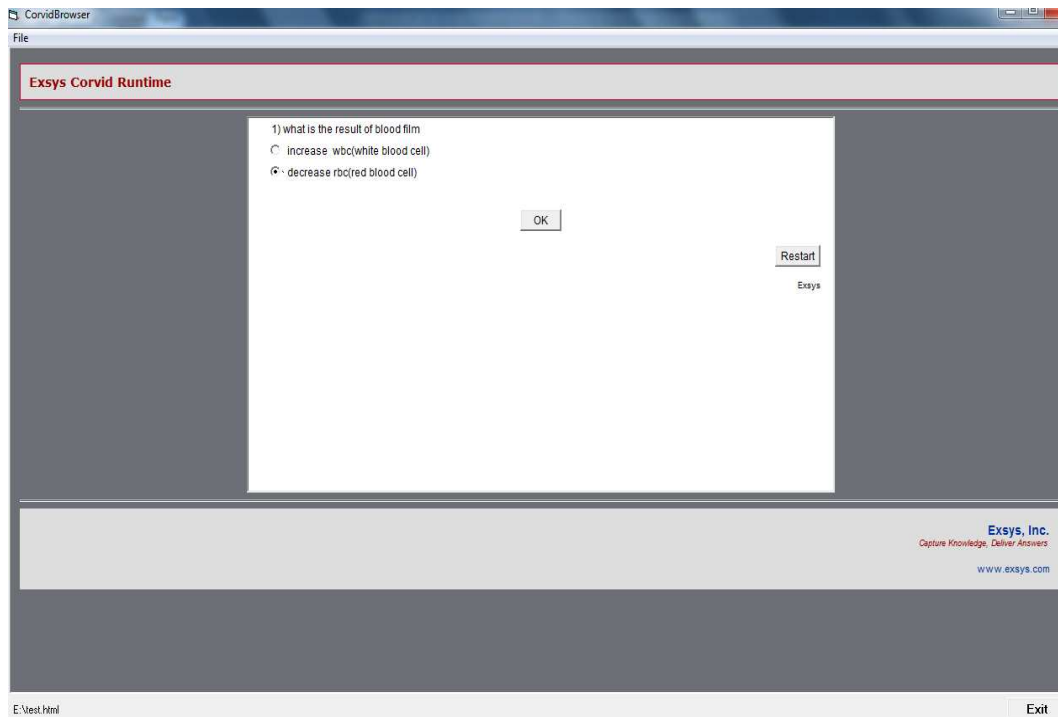 CorvidBrowser
File
Exsys Corvid Runtime
1) what is the result of blood film
increase wbc(white blood cell)
decrease rbc(red blood cell)
OK
Restart
Exsys
Exsys, Inc.
Capture Knowledge, Deliver Answers
www.exsys.com
E:\test.html
Exit